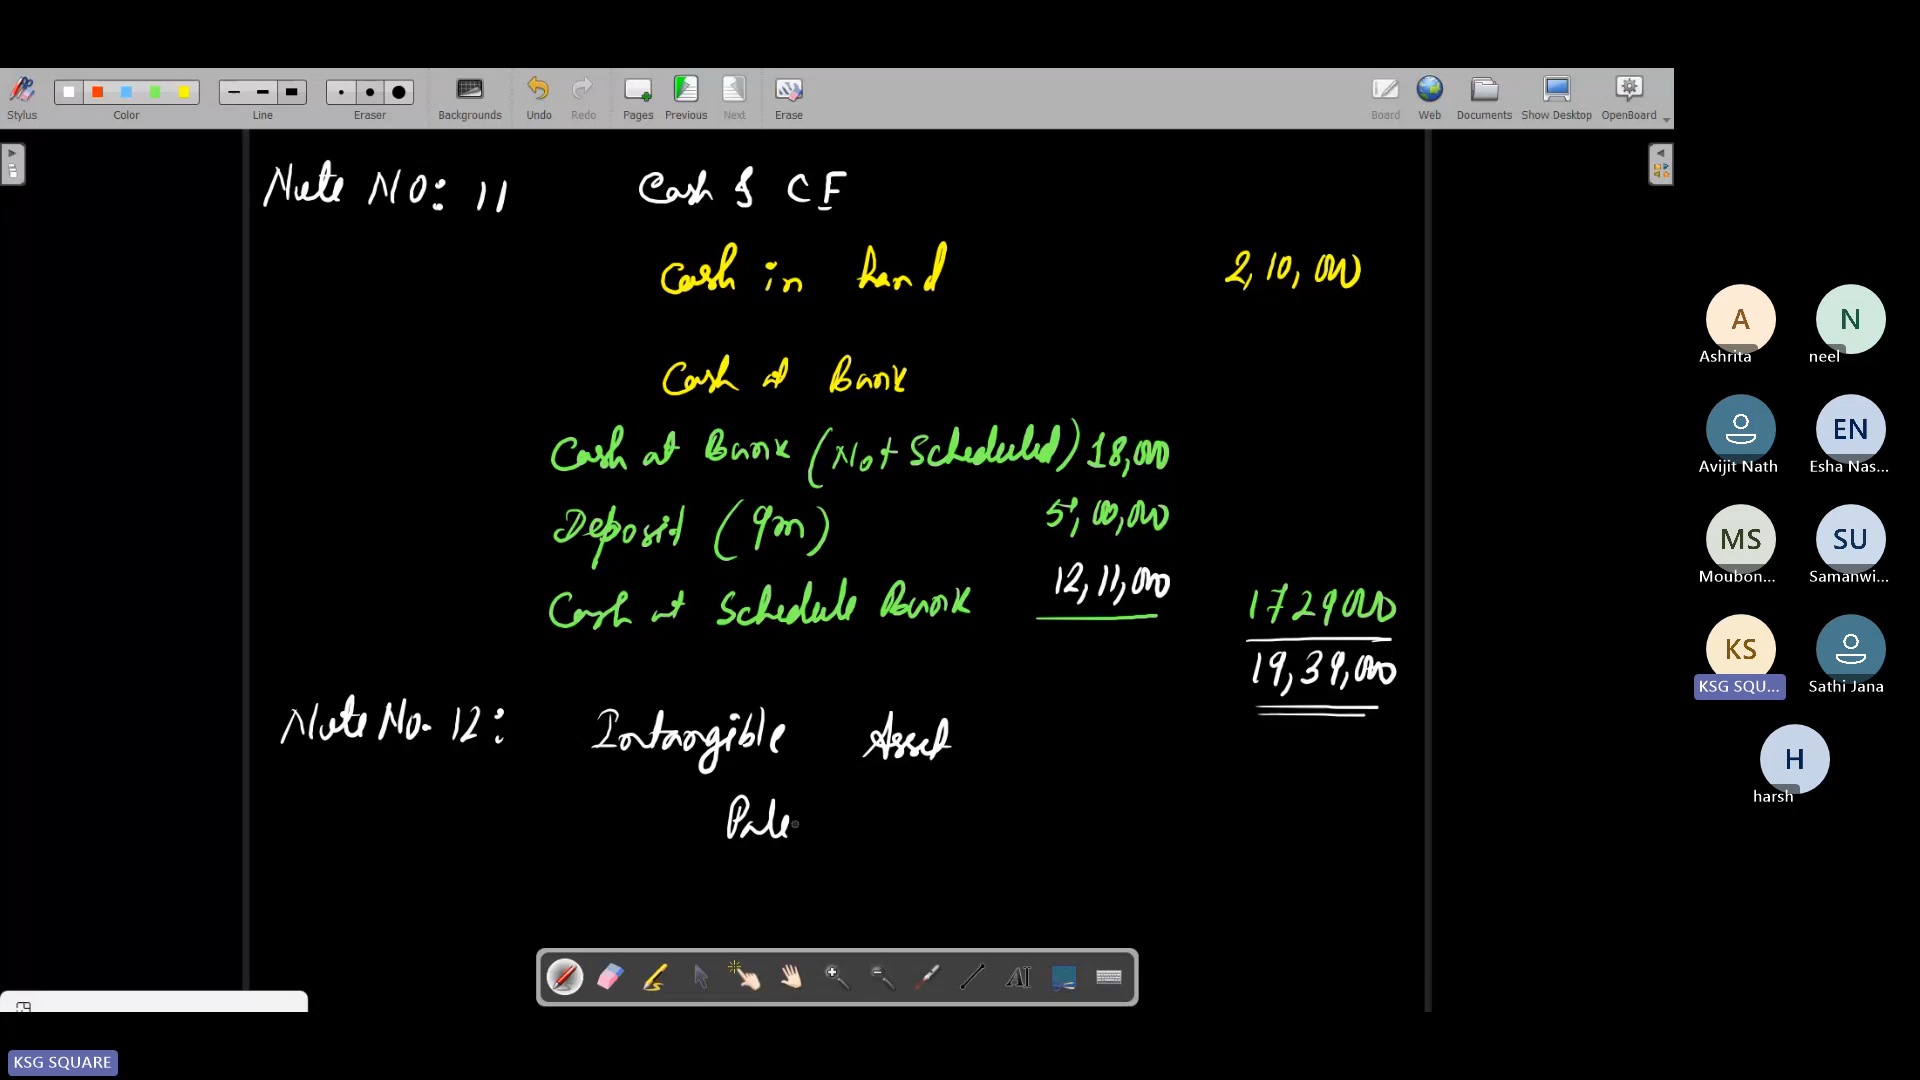 Stylus Color Line Eraser Backgrounds Undo Redo Pages Previous Next Erase Board Web Documents Show Desktop OpenBoard
Note NO: 11 Cash & CE
Cash in hand 2,10,000
Cash at Bank
Cash at Bank (Not Scheduled) 18,000
Deposit (9m) 5,00,000
Cash at Schedule Bank 12,11,000 1729000
19,39,000
Note No. 12: Intangible Asset
Pate
A N
Ashrita neel
EN
Avijit Nath Esha Nas...
MS SU
Moubon... Samanwi...
KS
KSG SQU... Sathi Jana
H
harsh
AI
KSG SQUARE